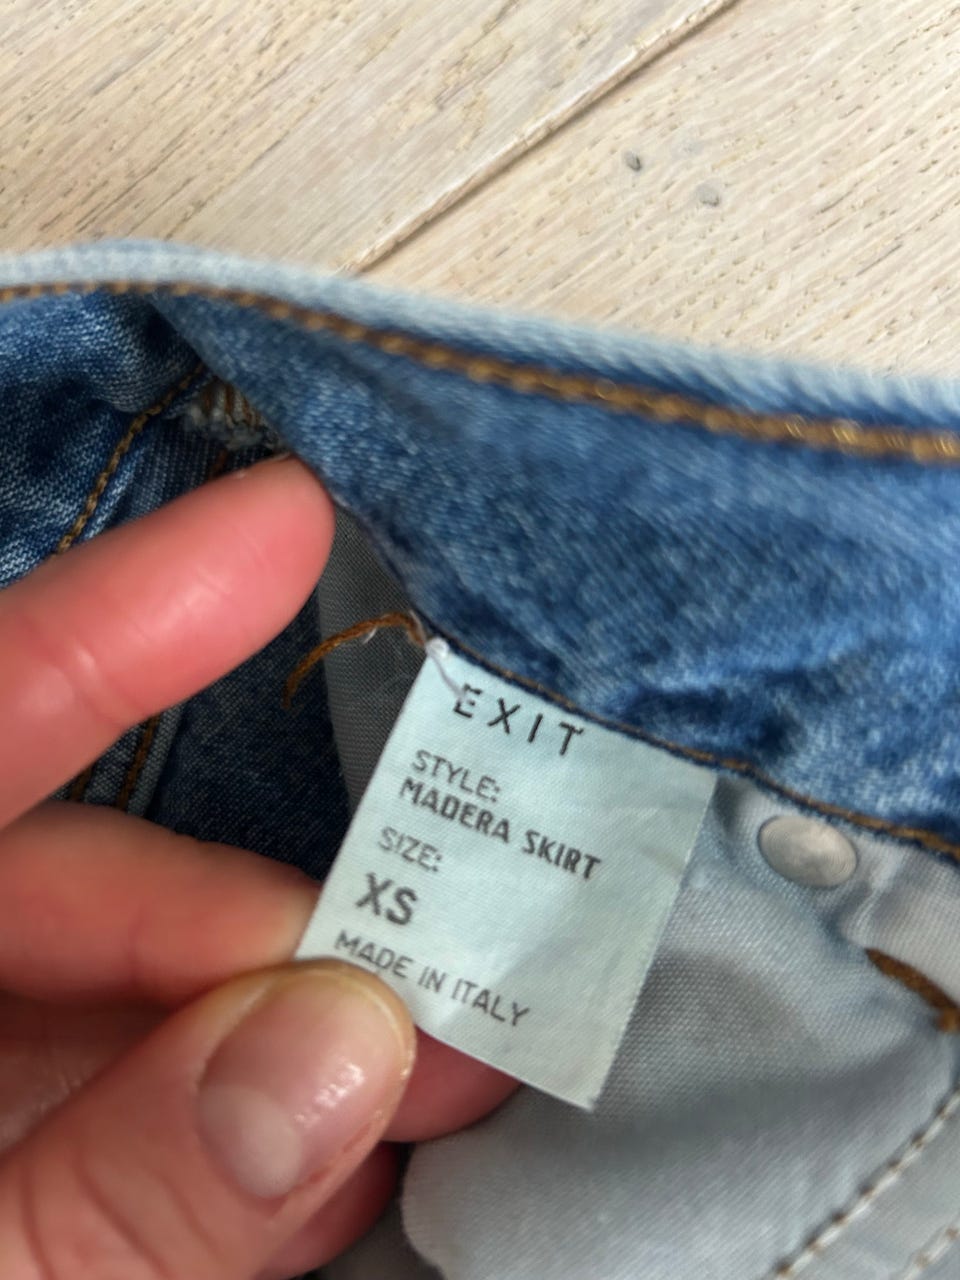 EXIT
STYLE:
MADERA SKIRT
SIZE:
XS
MADE IN ITALY